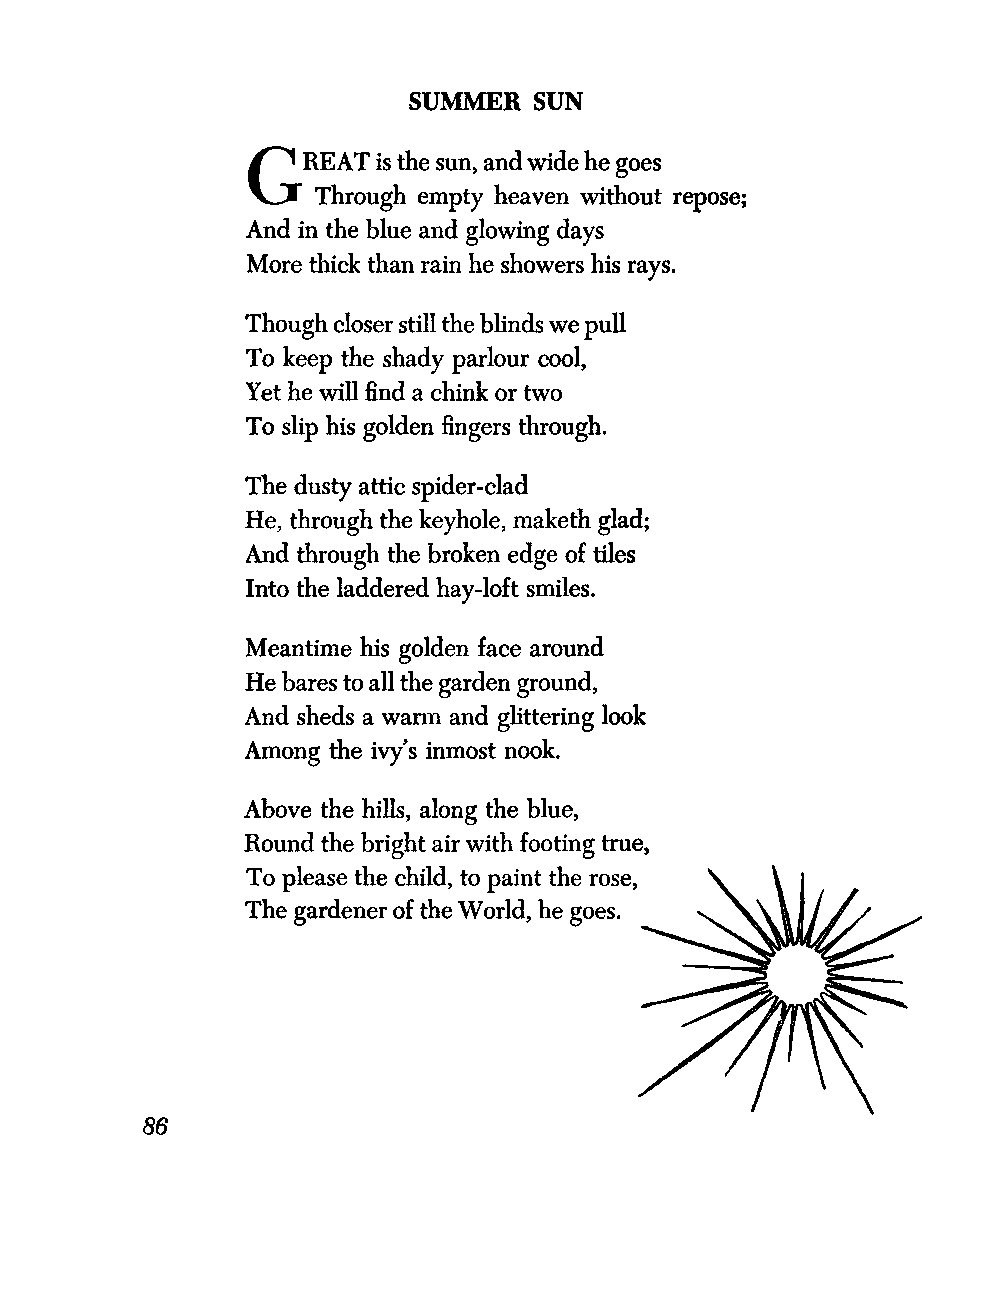 SUMMER SUN
GREAT is the sun, and wide he goes
Through empty heaven without repose;
And in the blue and glowing days
More thick than rain he showers his rays.
Though closer still the blinds we pull
To keep the shady parlour cool,
Yet he will find a chink or two
To slip his golden fingers through.
The dusty attic spider-clad
He, through the keyhole, maketh glad;
And through the broken edge of tiles
Into the laddered hay-loft smiles.
Meantime his golden face around
He bares to all the garden ground,
And sheds a warm and glittering look
Among the ivy's inmost nook.
Above the hills, along the blue,
Round the bright air with footing true,
To please the child, to paint the rose,
The gardener of the World, he goes.
86